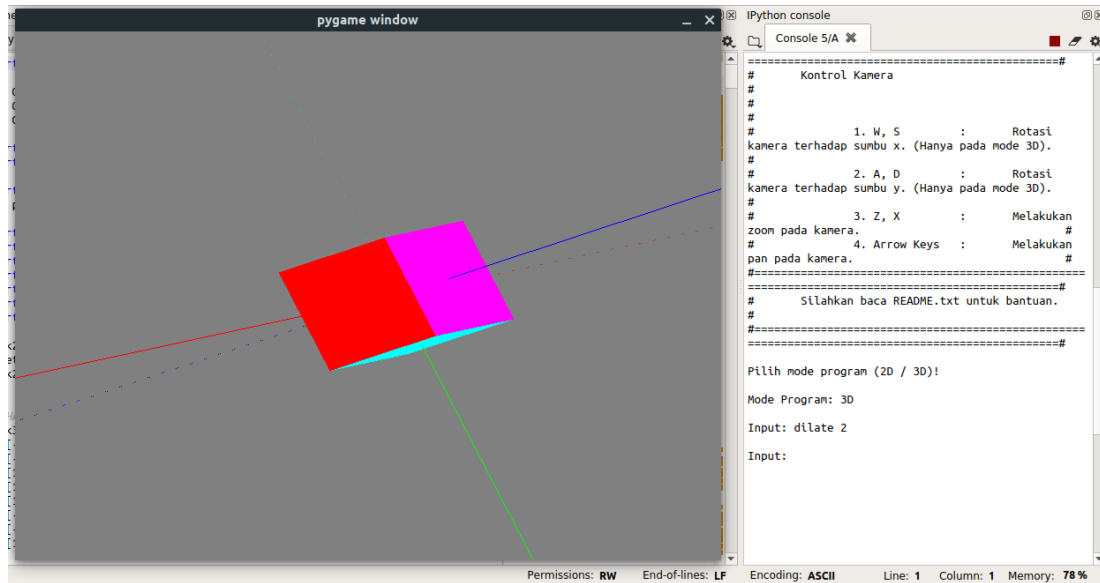 pygame window
IPython console
Console 5/A
===============================================#
#       Kontrol Kamera
#
#
#
#               1. W, S         :       Rotasi
kamera terhadap sumbu x. (Hanya pada mode 3D).
#
#               2. A, D         :       Rotasi
kamera terhadap sumbu y. (Hanya pada mode 3D).
#
#               3. Z, X         :       Melakukan
zoom pada kamera.                               #
#               4. Arrow Keys   :       Melakukan
pan pada kamera.                                #
#==================================================
===============================================#
#       Silahkan baca README.txt untuk bantuan.
#
#==================================================
===============================================#
Pilih mode program (2D / 3D)!
Mode Program: 3D
Input: dilate 2
Input:
Permissions: RW   End-of-lines: LF   Encoding: ASCII   Line: 1   Column: 1   Memory: 78 %